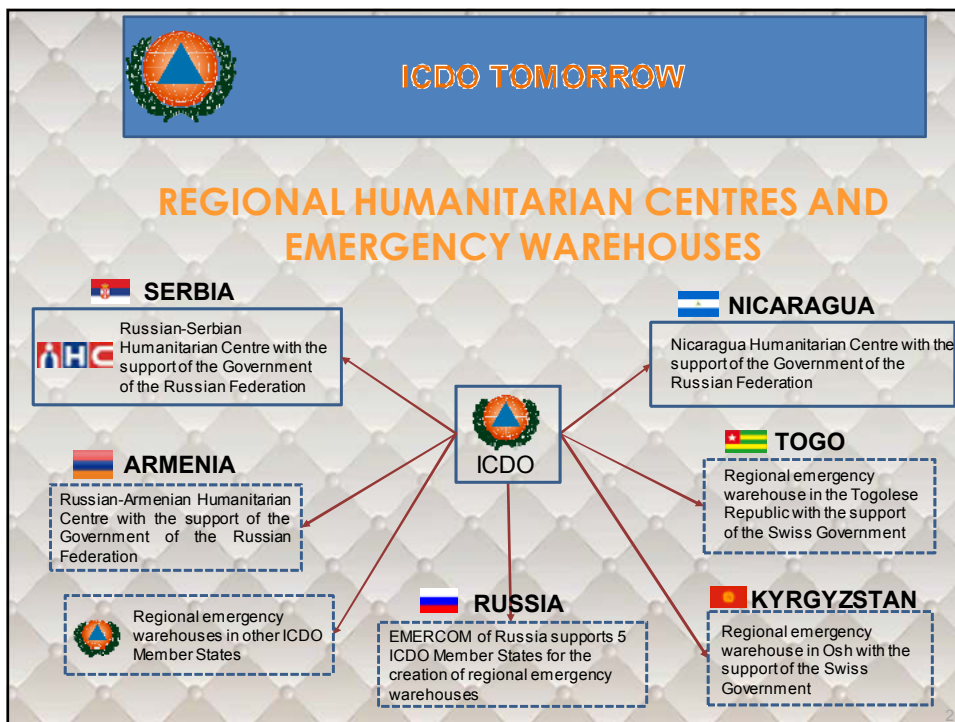 ICDO TOMORROW
REGIONAL HUMANITARIAN CENTRES AND
EMERGENCY WAREHOUSES
SERBIA
HC
Russian-Serbian
Humanitarian Centre with the
support of the Government
of the Russian Federation
NICARAGUA
Nicaragua Humanitarian Centre with the
support of the Government of the
Russian Federation
ICDO
ARMENIA
Russian-Armenian Humanitarian
Centre with the support of the
Government of the Russian
Federation
TOGO
Regional emergency
warehouse in the Togolese
Republic with the support
of the Swiss Government
Regional emergency
warehouses in other ICDO
Member States
RUSSIA
EMERCOM of Russia supports 5
ICDO Member States for the
creation of regional emergency
warehouses
KYRGYZSTAN
Regional emergency
warehouse in Osh with the
support of the Swiss
Government
2